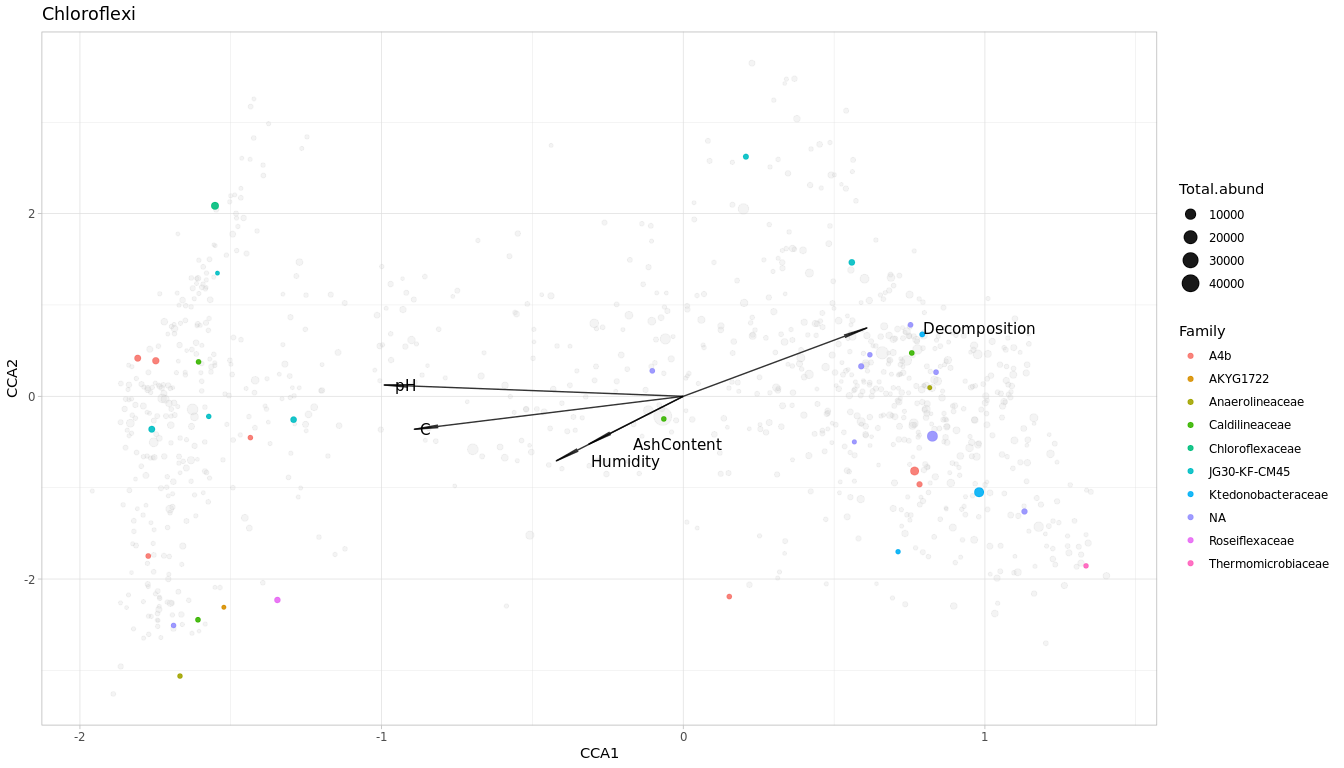 Chloroflexi
CCA2
2
0
-2
-2
-1
0
1
CCA1
Decomposition
pH
C
AshContent
Humidity
Total.abund
10000
20000
30000
40000
Family
A4b
AKYG1722
Anaerolineaceae
Caldilineaceae
Chloroflexaceae
JG30-KF-CM45
Ktedonobacteraceae
NA
Roseiflexaceae
Thermomicrobiaceae